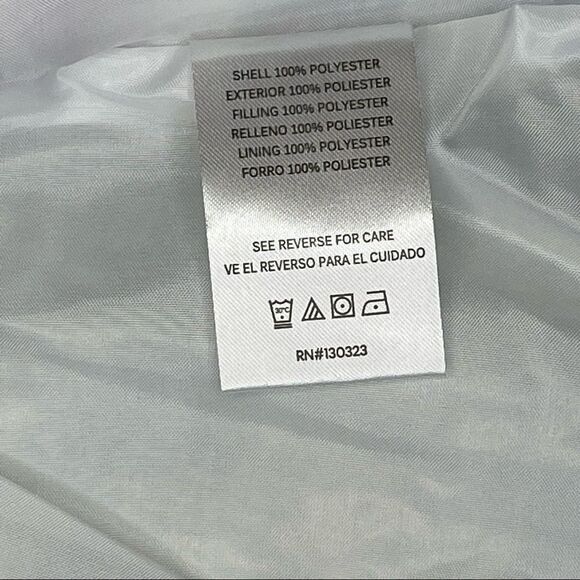 SHELL 100% POLYESTER
EXTERIOR 100% POLIESTER
FILLING 100% POLYESTER
RELLENO 100% POLIESTER
LINING 100% POLYESTER
FORRO 100% POLIESTER
SEE REVERSE FOR CARE
VE EL REVERSO PARA EL CUIDADO
30°C
RN#130323